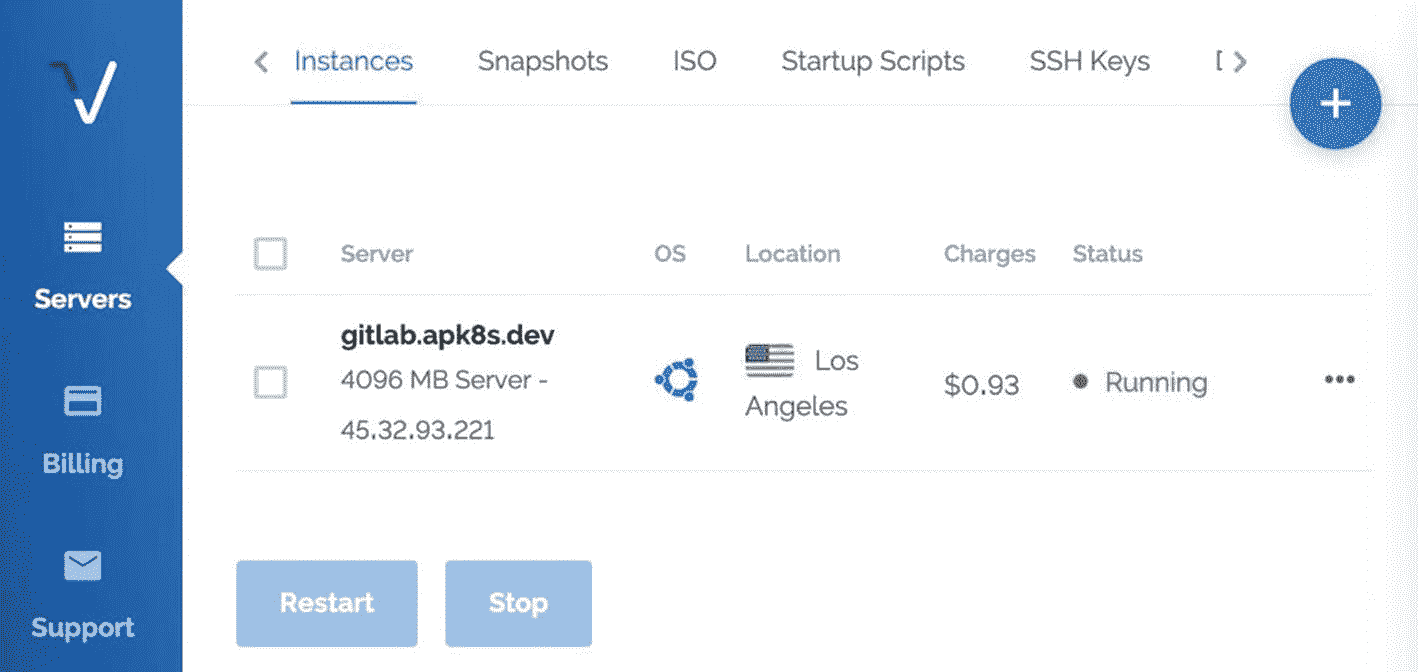 Instances Snapshots ISO Startup Scripts SSH Keys
Server OS Location Charges Status
Servers
gitlab.apk8s.dev
4096 MB Server -
45.32.93.221
Los
Angeles
$0.93
Running
Billing
Support
Restart Stop